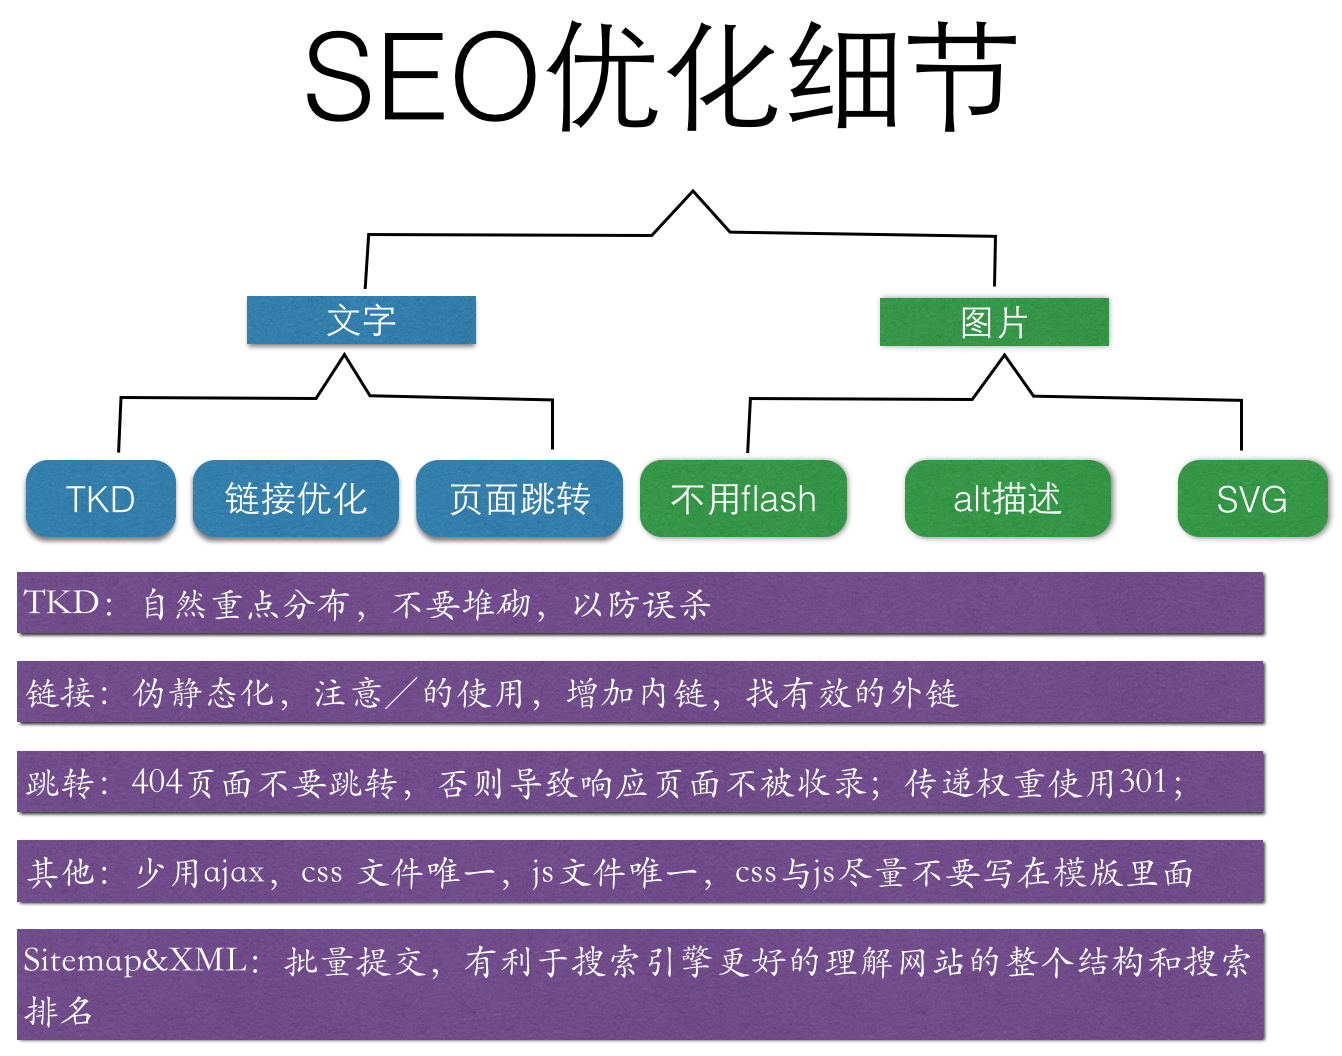 SEO优化细节
文字
图片
TKD
链接优化
页面跳转
不用flash
alt描述
SVG
TKD：自然重点分布，不要堆砌，以防误杀
链接：伪静态化，注意／的使用，增加内链，找有效的外链
跳转：404页面不要跳转，否则导致响应页面不被收录；传递权重使用301；
其他：少用ajax，css 文件唯一，js文件唯一，css与js尽量不要写在模版里面
Sitemap&XML：批量提交，有利于搜索引擎更好的理解网站的整个结构和搜索
排名